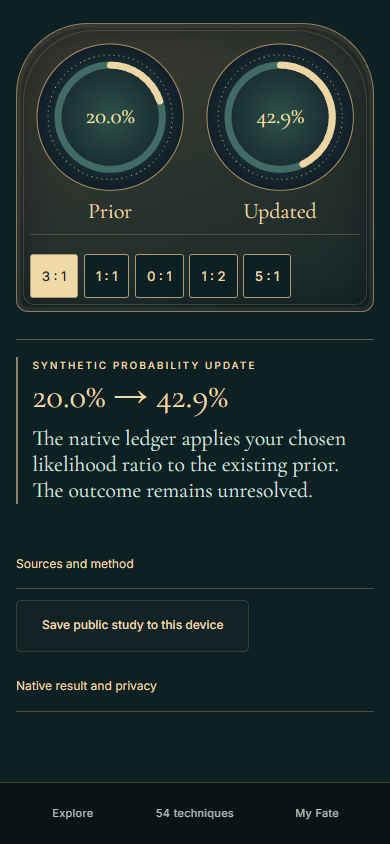 20.0%
42.9%
Prior
Updated
3 : 1
1 : 1
0 : 1
1 : 2
5 : 1
SYNTHETIC PROBABILITY UPDATE
20.0% → 42.9%
The native ledger applies your chosen
likelihood ratio to the existing prior.
The outcome remains unresolved.
Sources and method
Save public study to this device
Native result and privacy
Explore
54 techniques
My Fate